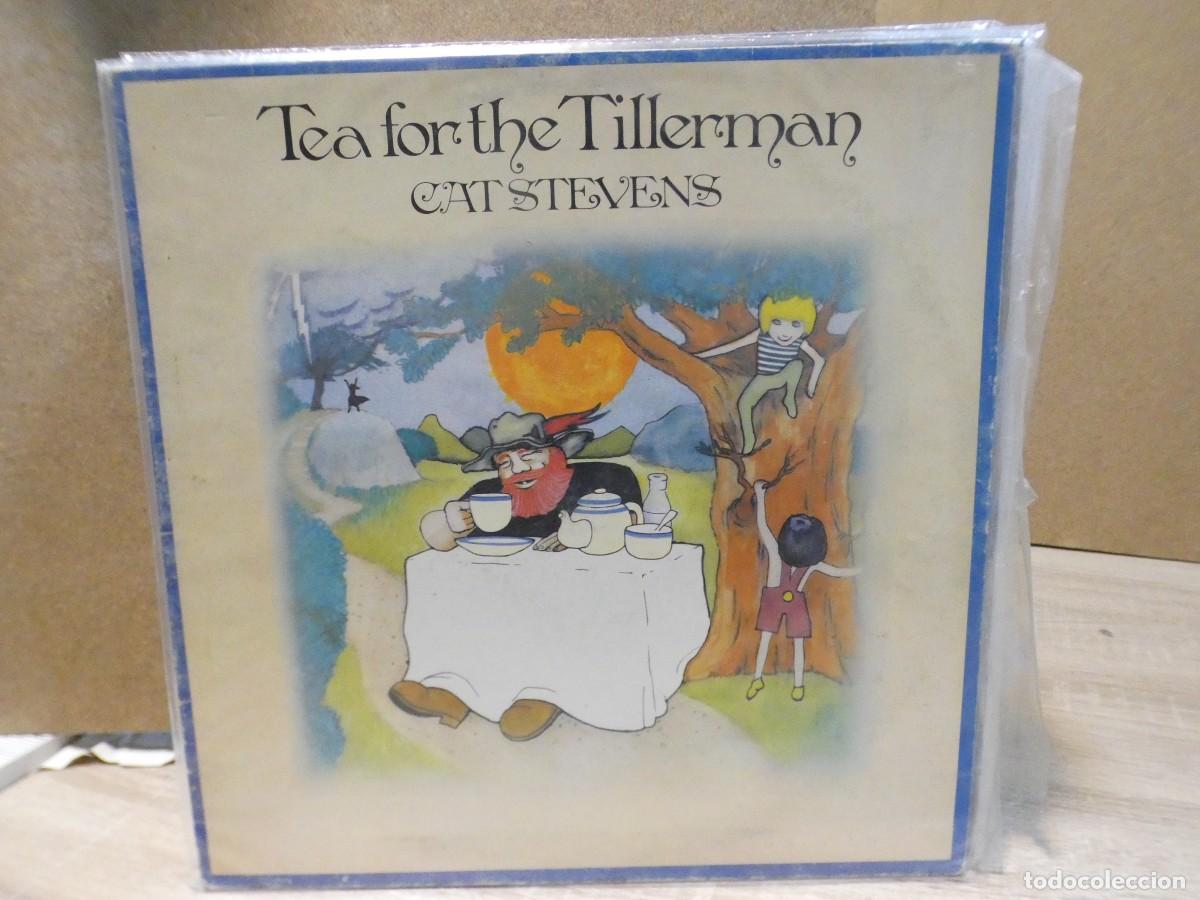 Tea for the Tillerman
CAT STEVENS
todocoleccion